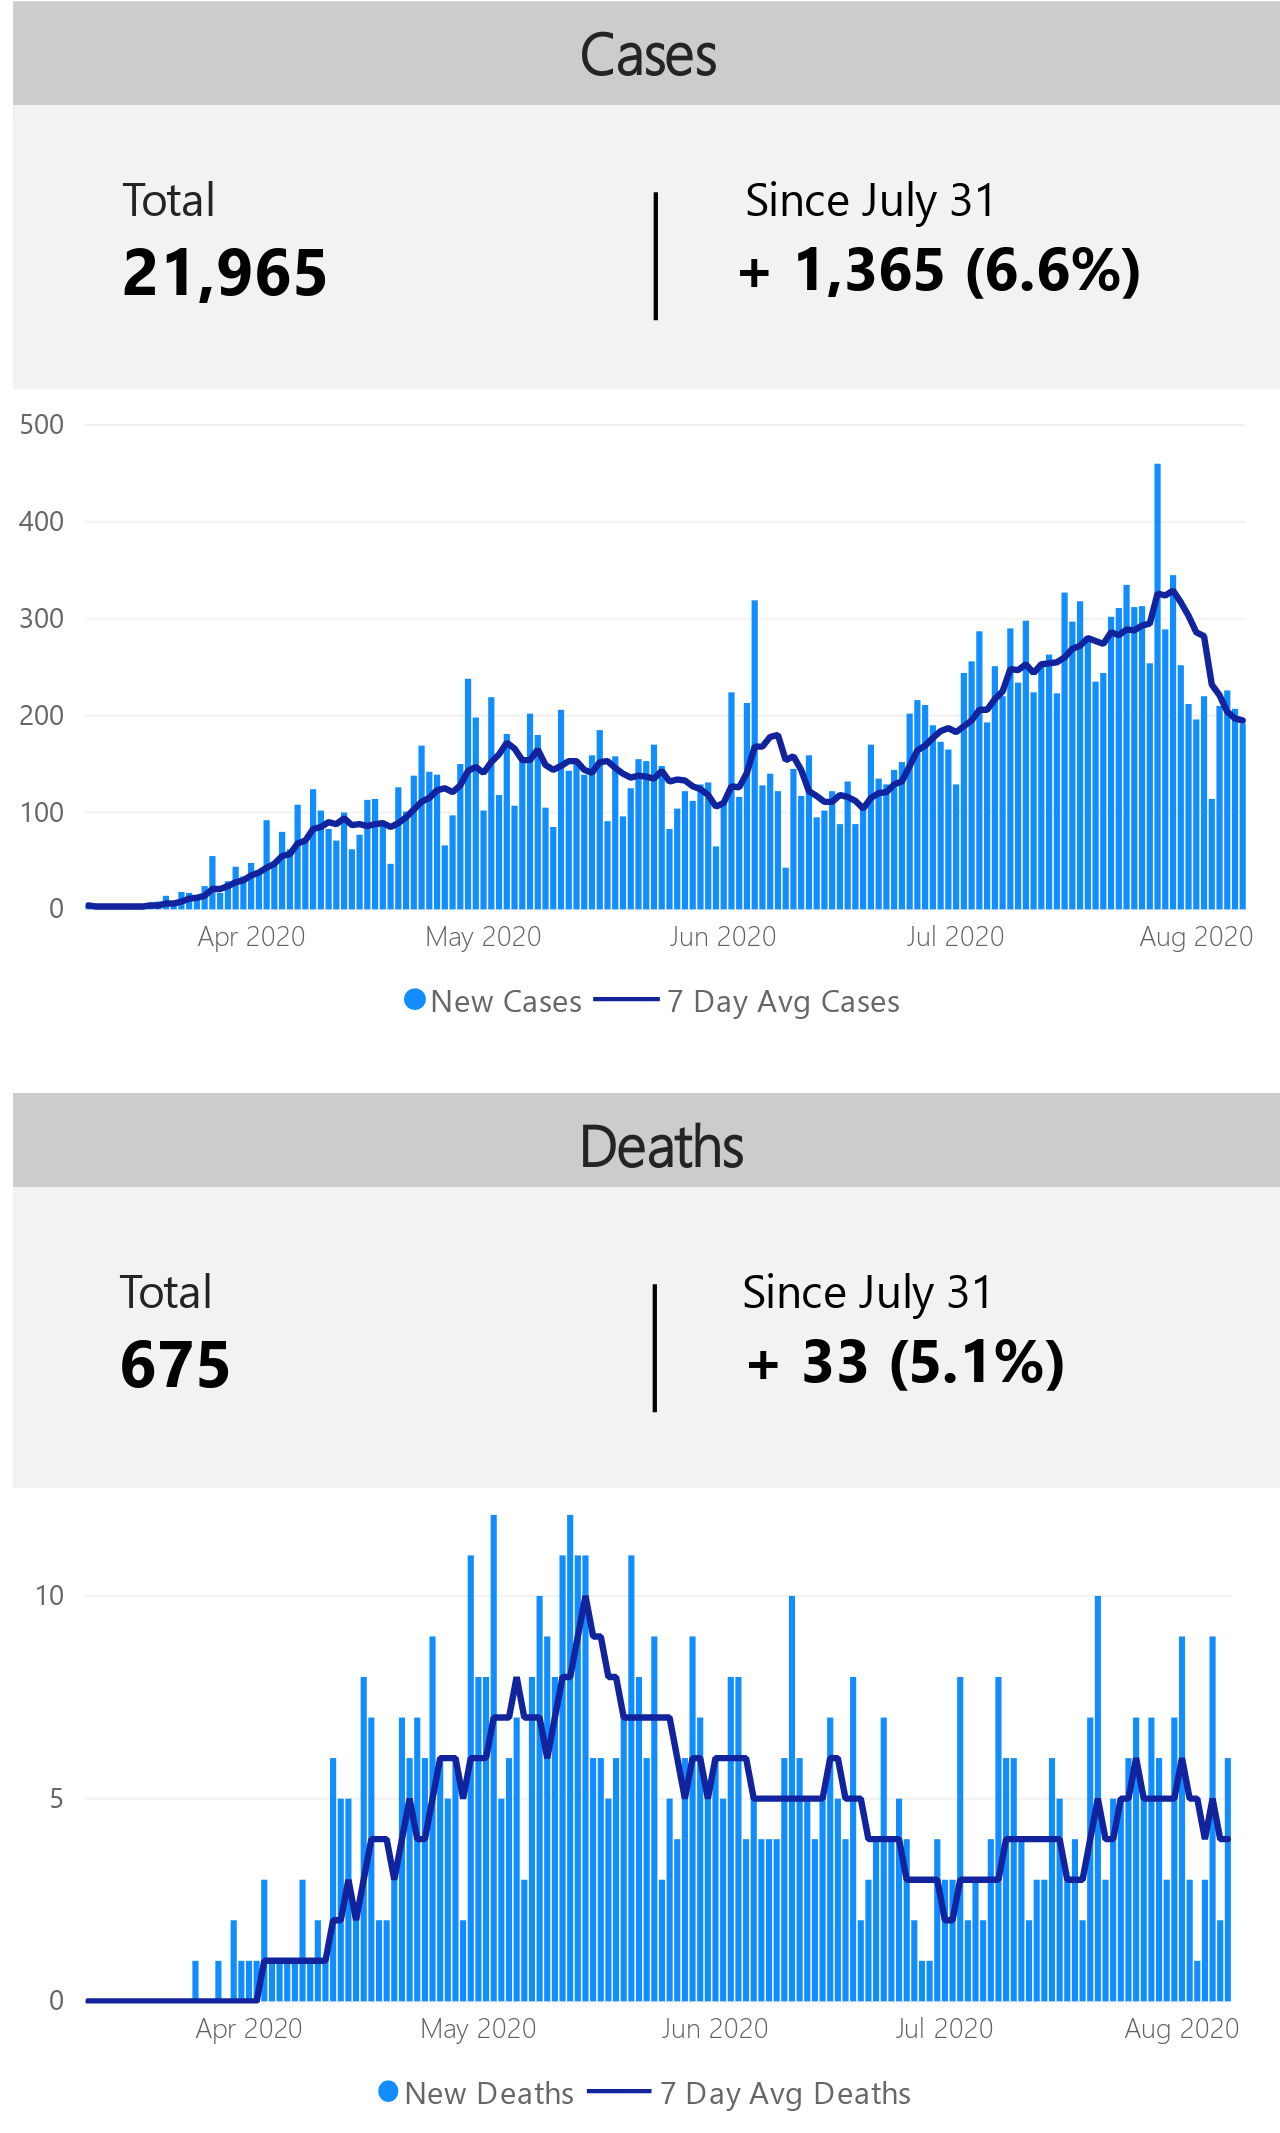 Cases
Total
Since July 31
21,965
+ 1,365 (6.6%)
500
400
300
200
100
0
Apr 2020
May 2020
Jun 2020
Jul 2020
Aug 2020
New Cases
7 Day Avg Cases
Deaths
Total
Since July 31
675
+ 33 (5.1%)
10
5
0
Apr 2020
May 2020
Jun 2020
Jul 2020
Aug 2020
New Deaths
7 Day Avg Deaths